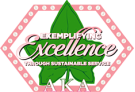 EXEMPLIFYING
Excellence
THROUGH SUSTAINABLE SERVICE
AKA